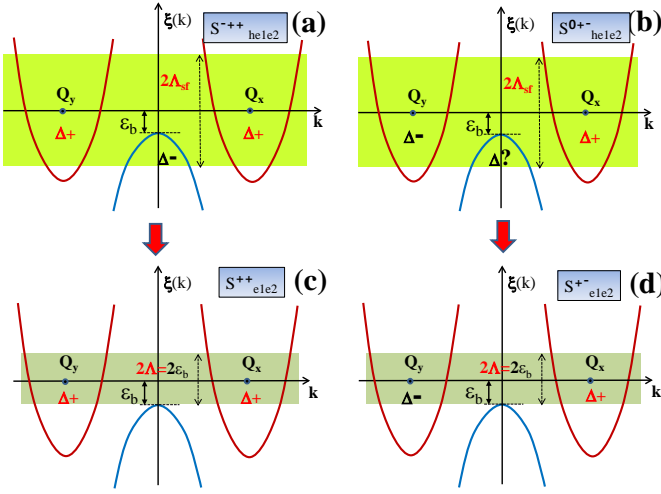 ξ(k)
S⁻⁺⁺he1e2
(a)
2Λsf
Qy
Qx
k
εb
Δ+
Δ+
Δ-
ξ(k)
S⁰⁺⁻he1e2
(b)
2Λsf
Qy
Qx
k
εb
Δ-
Δ+
Δ?
ξ(k)
S⁺⁺e1e2
(c)
Qy
2Λ=2εb
Qx
k
εb
Δ+
Δ+
ξ(k)
S⁺⁻e1e2
(d)
Qy
2Λ=2εb
Qx
k
εb
Δ-
Δ+